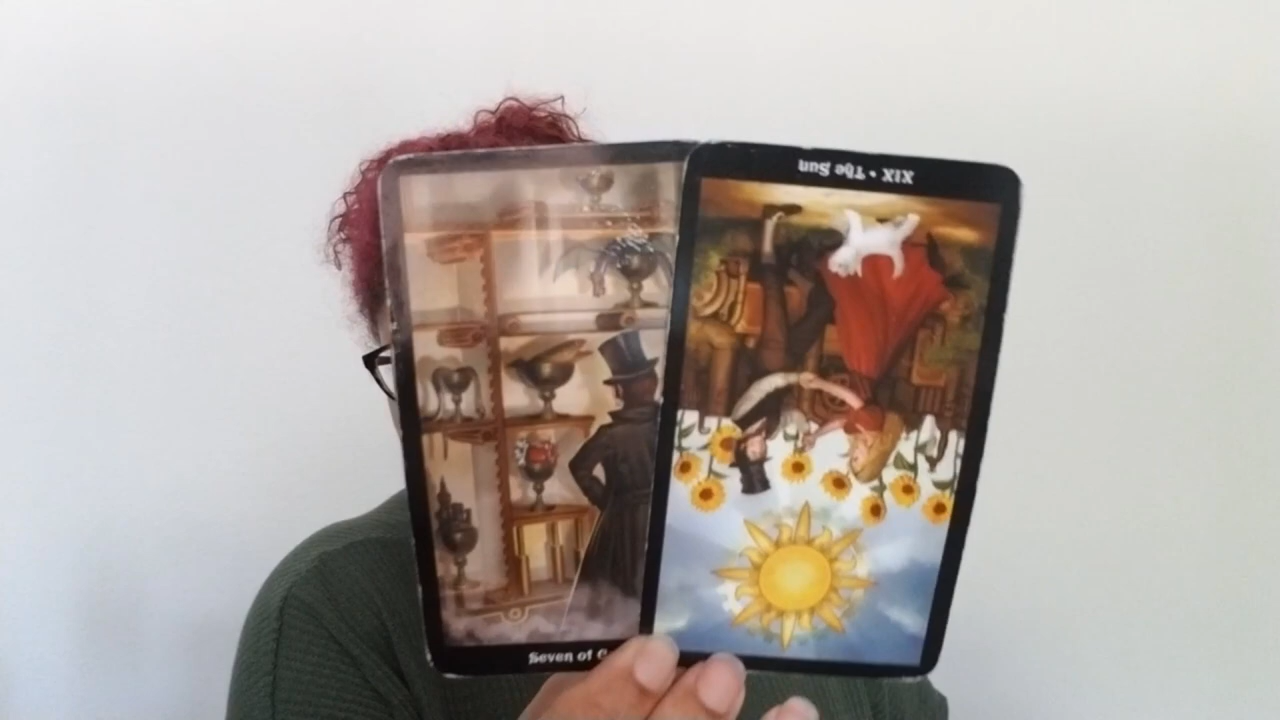 XIX • The Sun
Seven of